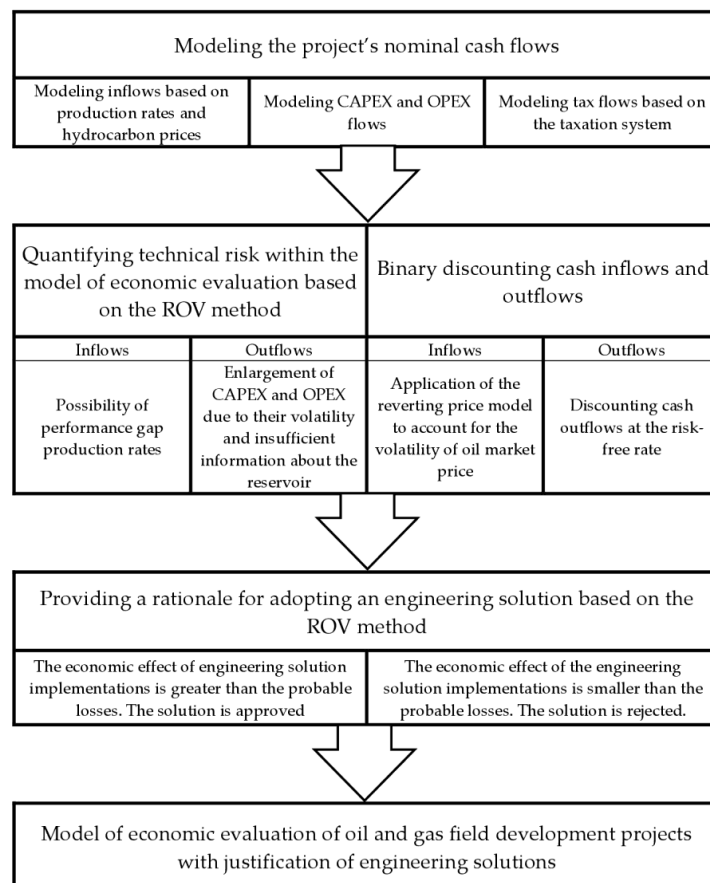 Modeling the project's nominal cash flows
Modeling inflows based on
production rates and
hydrocarbon prices
Modeling CAPEX and OPEX
flows
Modeling tax flows based on
the taxation system
Quantifying technical risk within the
model of economic evaluation based
on the ROV method
Binary discounting cash inflows and
outflows
Inflows
Outflows
Inflows
Outflows
Possibility of
performance gap
production rates
Enlargement of
CAPEX and OPEX
due to their volatility
and insufficient
information about the
reservoir
Application of the
reverting price model
to account for the
volatility of oil market
price
Discounting cash
outflows at the risk-
free rate
Providing a rationale for adopting an engineering solution based on the
ROV method
The economic effect of engineering solution
implementations is greater than the probable
losses. The solution is approved
The economic effect of the engineering
solution implementations is smaller than the
probable losses. The solution is rejected.
Model of economic evaluation of oil and gas field development projects
with justification of engineering solutions